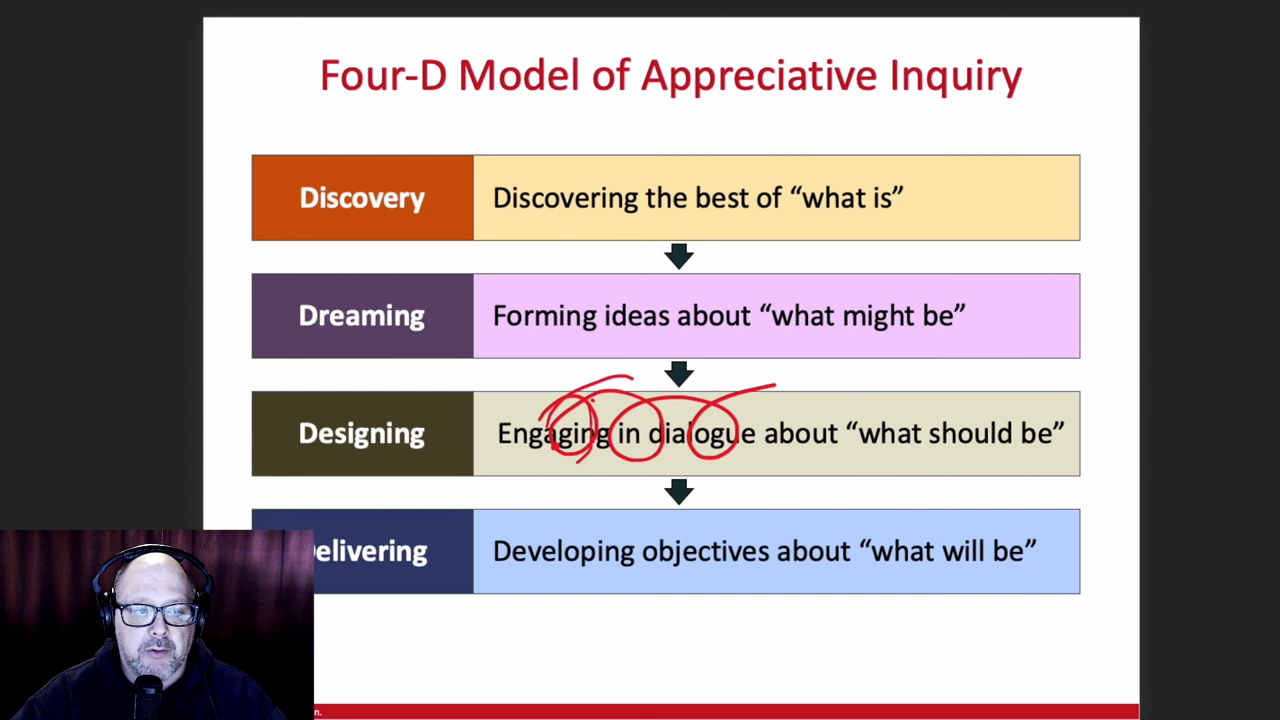 Four-D Model of Appreciative Inquiry
Discovery
Discovering the best of “what is”
Dreaming
Forming ideas about “what might be”
Designing
Engaging in dialogue about “what should be”
elivering
Developing objectives about “what will be”
n.